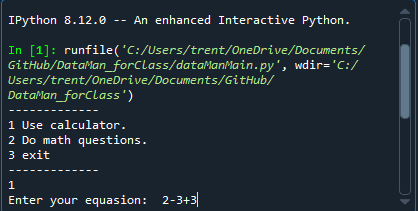 IPython 8.12.0 -- An enhanced Interactive Python.
In [1]: runfile('C:/Users/trent/OneDrive/Documents/
GitHub/DataMan_forClass/dataManMain.py', wdir='C:/
Users/trent/OneDrive/Documents/GitHub/
DataMan_forClass')
-------------
1 Use calculator.
2 Do math questions.
3 exit
-------------
1
Enter your equasion:  2-3+3